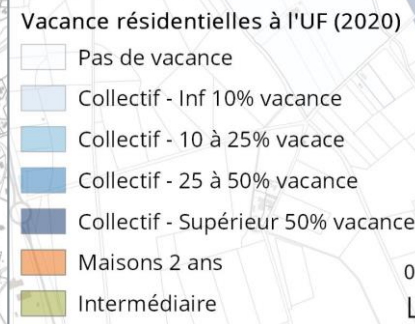 Vacance résidentielles à l'UF (2020)
Pas de vacance
Collectif - Inf 10% vacance
Collectif - 10 à 25% vacace
Collectif - 25 à 50% vacance
Collectif - Supérieur 50% vacance
Maisons 2 ans
0
Intermédiaire